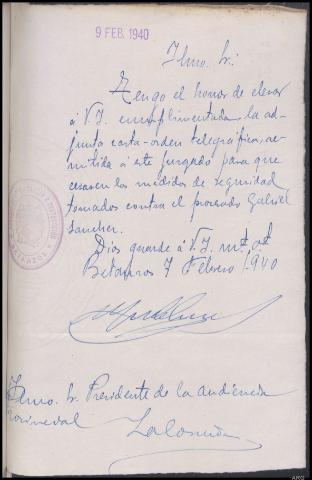 9 FEB. 1940
Ilmo. Sr.:
Tengo el honor de elevar
á V.I. cumplimentada la ad-
junta carta-orden telegráfica, re-
mitida á este juzgado para que
cesasen las medidas de seguridad
tomadas contra el procesado Gabriel
Sanchez.
Dios guarde á V.I. ms. as.
Betanzos 7 Febrero 1940
Ilmo. Sr. Presidente de la Audiencia
Provincial
La Coruña